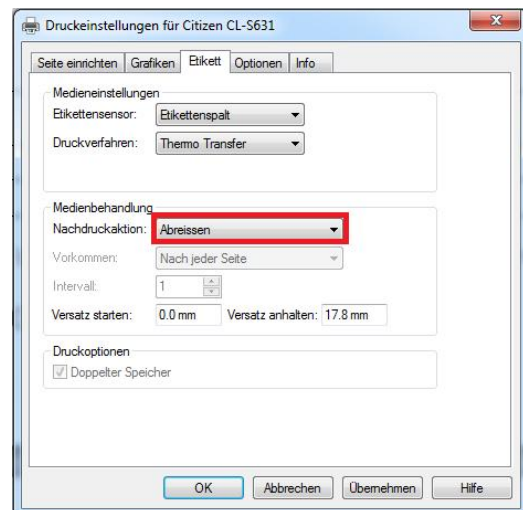 Druckeinstellungen für Citizen CL-S631
Seite einrichten Grafiken Etikett Optionen Info
Medieneinstellungen
Etikettensensor: Etikettenspalt
Druckverfahren: Thermo Transfer
Medienbehandlung
Nachdruckaktion: Abreissen
Vorkommen: Nach jeder Seite
Intervall: 1
Versatz starten: 0.0 mm Versatz anhalten: 17.8 mm
Druckoptionen
Doppelter Speicher
OK Abbrechen Übernehmen Hilfe